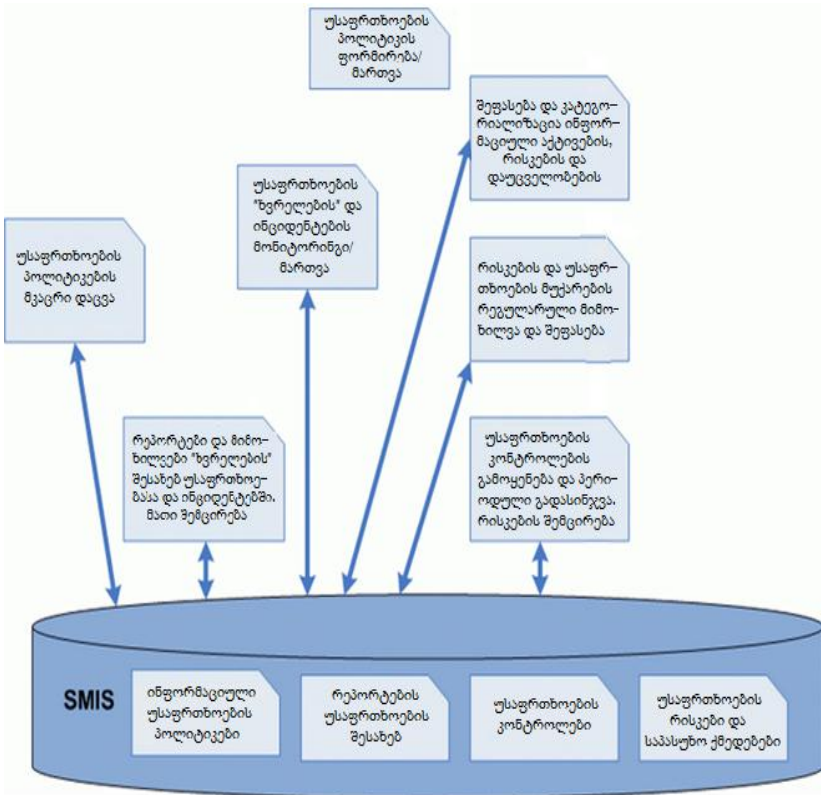 უსაფრთხოების
პოლიტიკის
ფორმირება/
მართვა
შეფასება და კატეგო–
რიალიზაცია ინფორ–
მაციული აქტივების,
რისკების და
დაუცველობების
უსაფრთხოების
"ხვრელების" და
ინციდენტების
მონიტორინგი/
მართვა
უსაფრთხოების
პოლიტიკების
მკაცრი დაცვა
რისკების და უსაფრ–
თხოების მუქარების
რეგულარული მიმო–
ხილვა და შეფასება
რეპორტები და მიმო–
ხილვები "ხვრელების"
შესახებ უსაფრთხოე–
ბასა და ინციდენტებში.
მათი შემცირება
უსაფრთხოების
კონტროლების
გამოყენება და პერი–
ოდული გადასინჯვა.
რისკების შემცირება
SMIS
ინფორმაციული
უსაფრთხოების
პოლიტიკები
რეპორტების
უსაფრთხოების
შესახებ
უსაფრთხოების
კონტროლები
უსაფრთხოების
რისკები და
საპასუხო ქმედებები